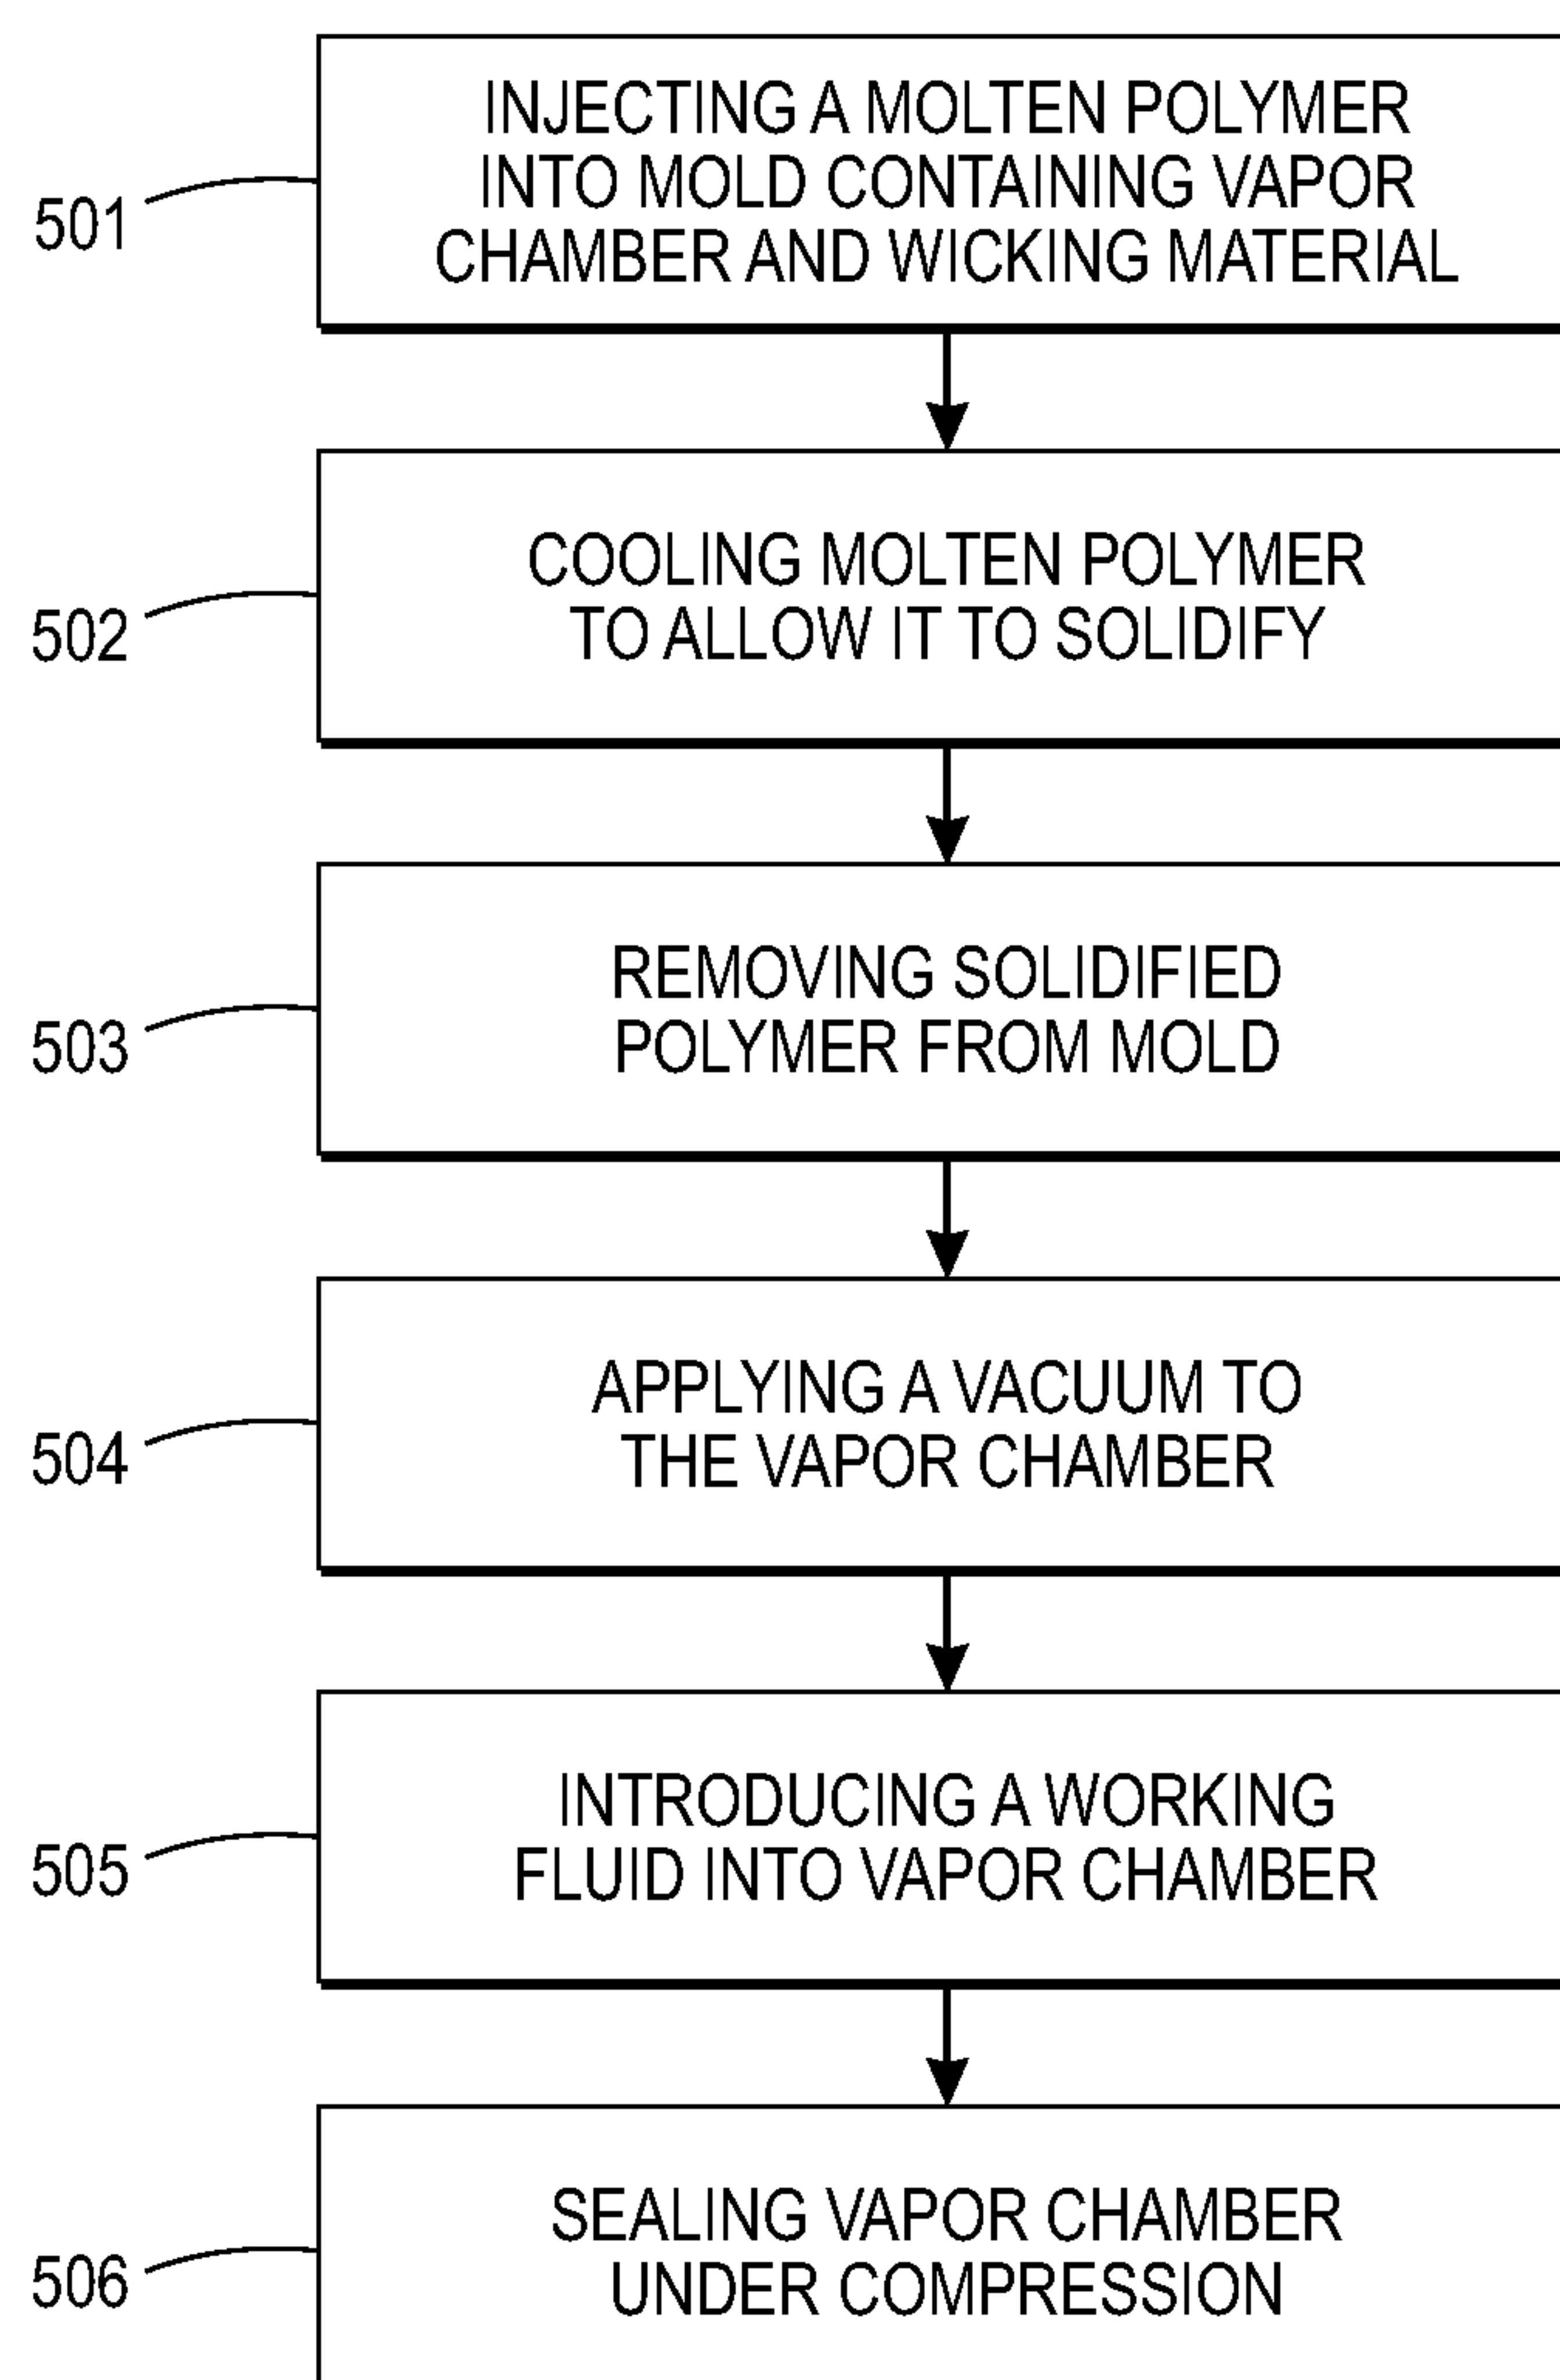 INJECTING A MOLTEN POLYMER
INTO MOLD CONTAINING VAPOR
CHAMBER AND WICKING MATERIAL
501
COOLING MOLTEN POLYMER
TO ALLOW IT TO SOLIDIFY
502
REMOVING SOLIDIFIED
POLYMER FROM MOLD
503
APPLYING A VACUUM TO
THE VAPOR CHAMBER
504
INTRODUCING A WORKING
FLUID INTO VAPOR CHAMBER
505
SEALING VAPOR CHAMBER
UNDER COMPRESSION
506